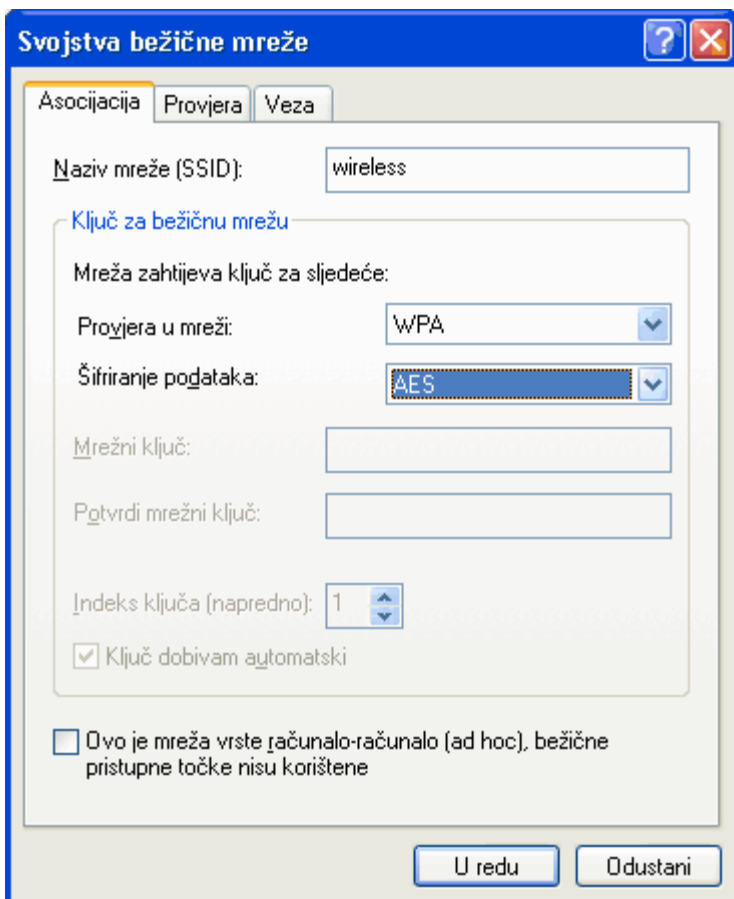 Svojstva bežične mreže
Asocijacija Provjera Veza
Naziv mreže (SSID): wireless
Ključ za bežičnu mrežu
Mreža zahtijeva ključ za sljedeće:
Provjera u mreži: WPA
Šifriranje podataka: AES
Mrežni ključ:
Potvrdi mrežni ključ:
Indeks ključa (napredno): 1
Ključ dobivam automatski
Ovo je mreža vrste računalo-računalo (ad hoc), bežične
pristupne točke nisu korištene
U redu Odustani